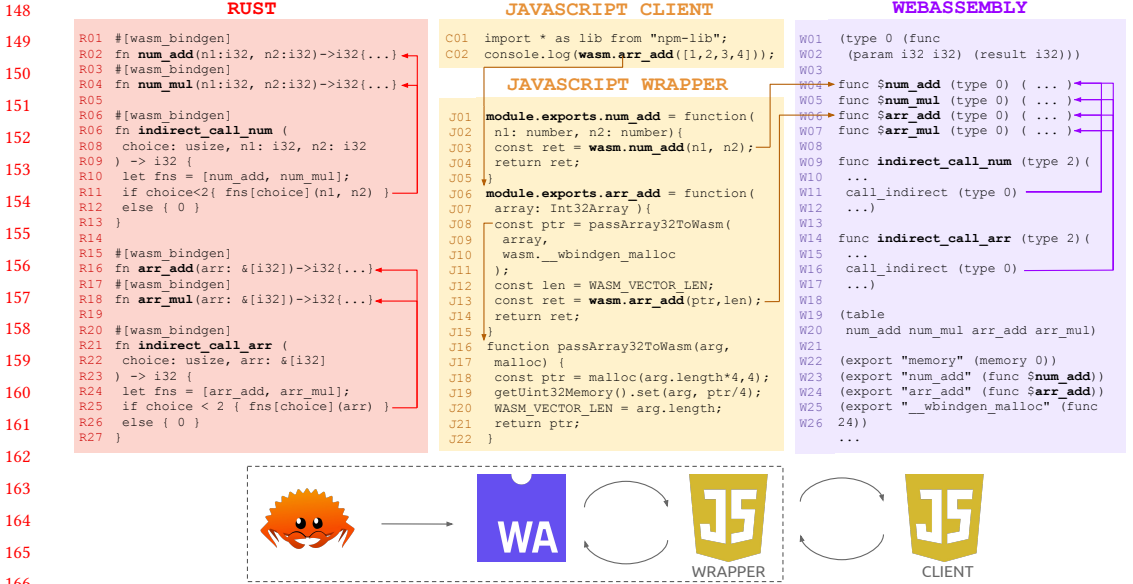 148
149
150
151
152
153
154
155
156
157
158
159
160
161
162
163
164
165
166
RUST
R01 #[wasm_bindgen]
R02 fn num_add(n1:i32, n2:i32)->i32{...}
R03 #[wasm_bindgen]
R04 fn num_mul(n1:i32, n2:i32)->i32{...}
R05
R06 #[wasm_bindgen]
R06 fn indirect_call_num (
R08 choice: usize, n1: i32, n2: i32
R09 ) -> i32 {
R10 let fns = [num_add, num_mul];
R11 if choice<2{ fns[choice](n1, n2) }
R12 else { 0 }
R13 }
R14
R15 #[wasm_bindgen]
R16 fn arr_add(arr: &[i32])->i32{...}
R17 #[wasm_bindgen]
R18 fn arr_mul(arr: &[i32])->i32{...}
R19
R20 #[wasm_bindgen]
R21 fn indirect_call_arr (
R22 choice: usize, arr: &[i32]
R23 ) -> i32 {
R24 let fns = [arr_add, arr_mul];
R25 if choice < 2 { fns[choice](arr) }
R26 else { 0 }
R27 }
JAVASCRIPT CLIENT
C01 import * as lib from "npm-lib";
C02 console.log(wasm.arr_add([1,2,3,4]));
JAVASCRIPT WRAPPER
J01 module.exports.num_add = function(
J02 n1: number, n2: number){
J03 const ret = wasm.num_add(n1, n2);
J04 return ret;
J05 }
J06 module.exports.arr_add = function(
J07 array: Int32Array ){
J08 const ptr = passArray32ToWasm(
J09 array,
J10 wasm.__wbindgen_malloc
J11 );
J12 const len = WASM_VECTOR_LEN;
J13 const ret = wasm.arr_add(ptr,len);
J14 return ret;
J15 }
J16 function passArray32ToWasm(arg,
J17 malloc) {
J18 const ptr = malloc(arg.length*4,4);
J19 getUint32Memory().set(arg, ptr/4);
J20 WASM_VECTOR_LEN = arg.length;
J21 return ptr;
J22 }
WEBASSEMBLY
W01 (type 0 (func
W02 (param i32 i32) (result i32)))
W03
W04 func $num_add (type 0) ( ... )
W05 func $num_mul (type 0) ( ... )
W06 func $arr_add (type 0) ( ... )
W07 func $arr_mul (type 0) ( ... )
W08
W09 func indirect_call_num (type 2)(
W10 ...
W11 call_indirect (type 0)
W12 ...)
W13
W14 func indirect_call_arr (type 2)(
W15 ...
W16 call_indirect (type 0)
W17 ...)
W18
W19 (table
W20 num_add num_mul arr_add arr_mul)
W21
W22 (export "memory" (memory 0))
W23 (export "num_add" (func $num_add))
W24 (export "arr_add" (func $arr_add))
W25 (export "__wbindgen_malloc" (func
W26 24))
...
WA
JS
WRAPPER
JS
CLIENT